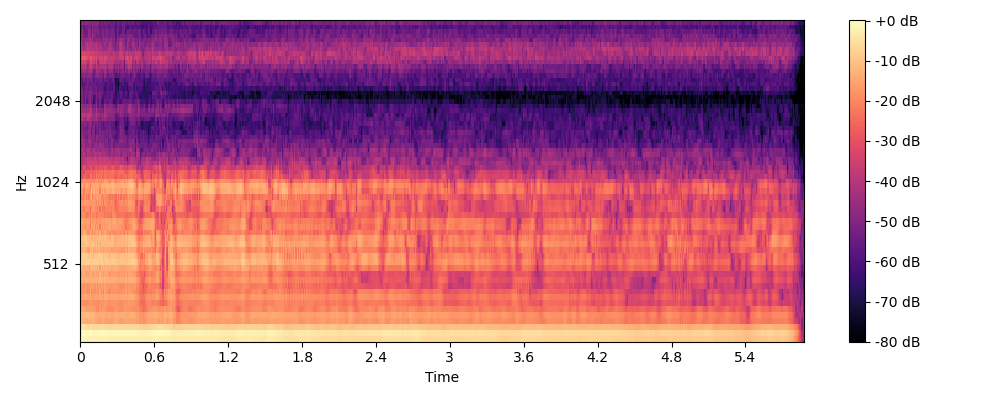 +0 dB
-10 dB
-20 dB
-30 dB
-40 dB
-50 dB
-60 dB
-70 dB
-80 dB
2048
1024
512
Hz
0 0.6 1.2 1.8 2.4 3 3.6 4.2 4.8 5.4
Time